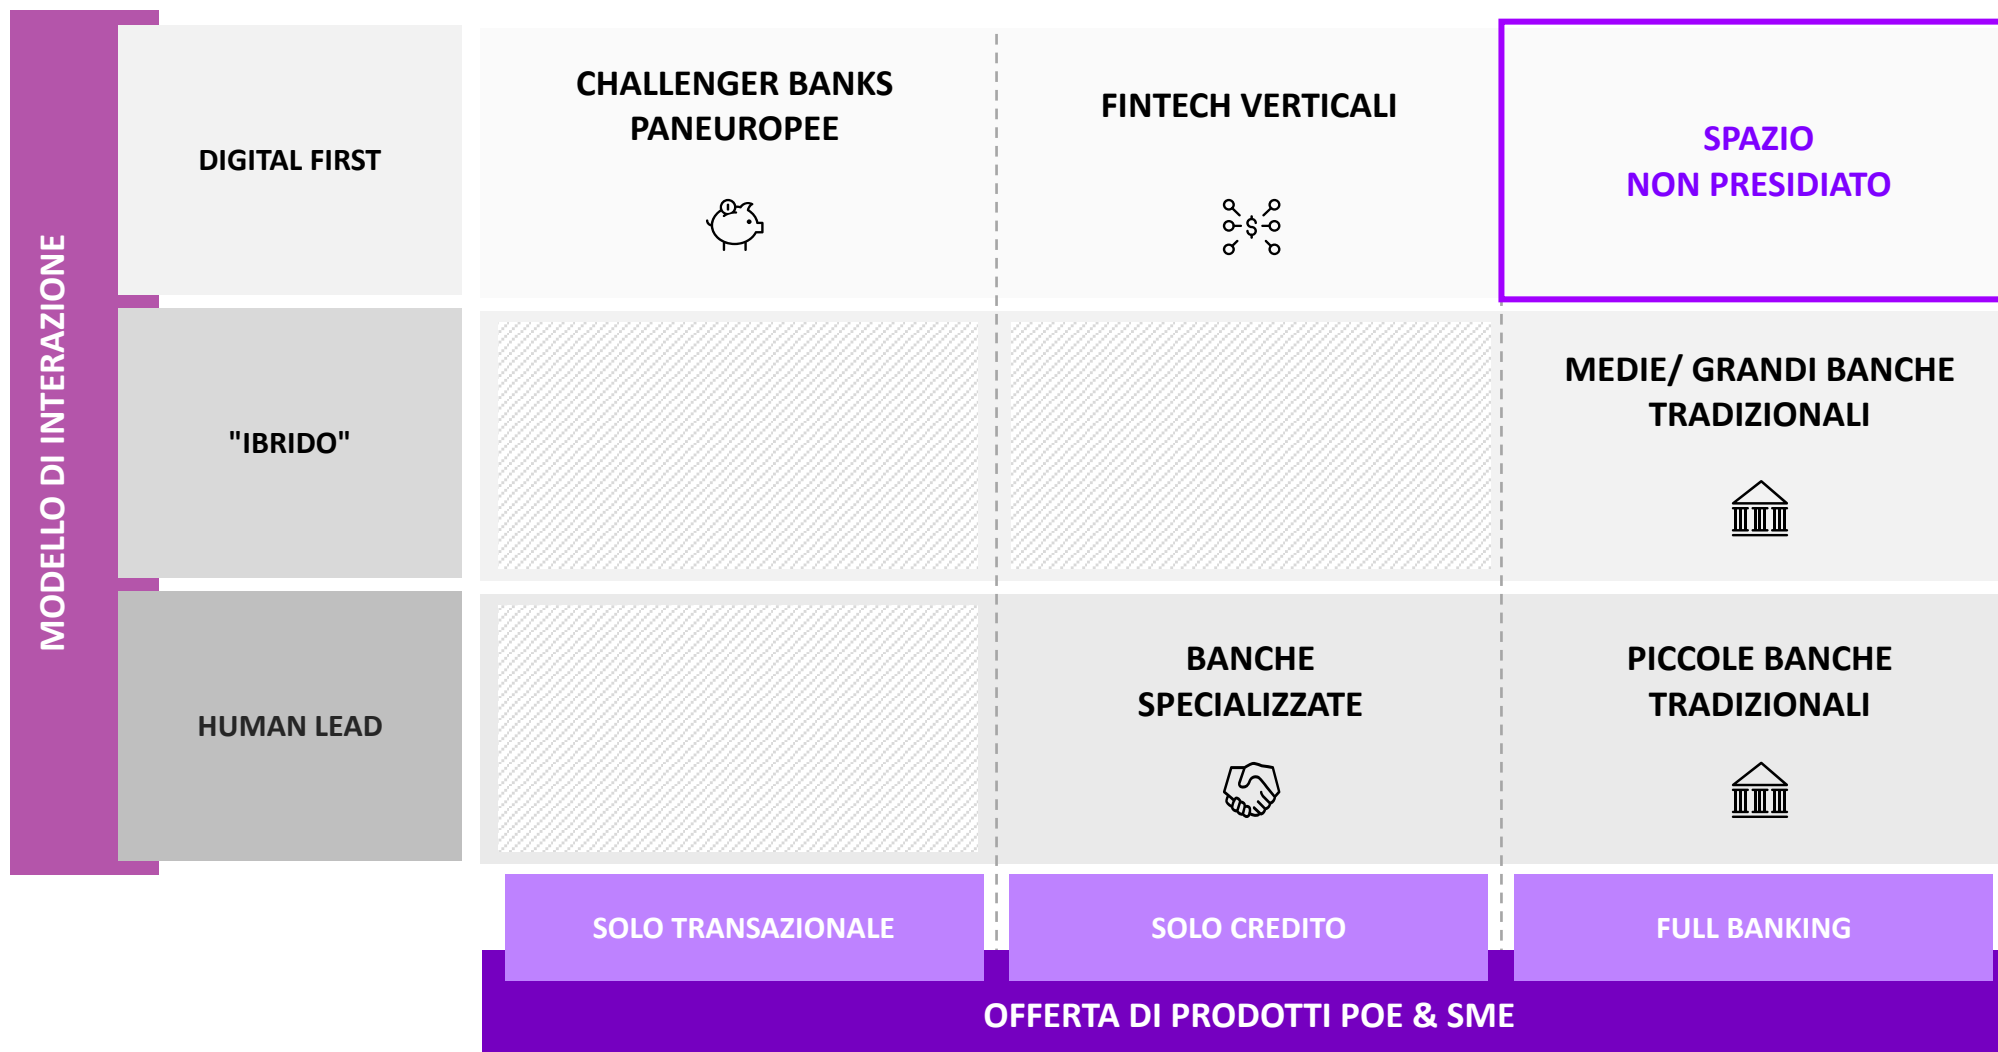 MODELLO DI INTERAZIONE
DIGITAL FIRST
CHALLENGER BANKS
PANEUROPEE
FINTECH VERTICALI
SPAZIO
NON PRESIDIATO
"IBRIDO"
MEDIE/ GRANDI BANCHE
TRADIZIONALI
HUMAN LEAD
BANCHE
SPECIALIZZATE
PICCOLE BANCHE
TRADIZIONALI
SOLO TRANSAZIONALE
SOLO CREDITO
FULL BANKING
OFFERTA DI PRODOTTI POE & SME